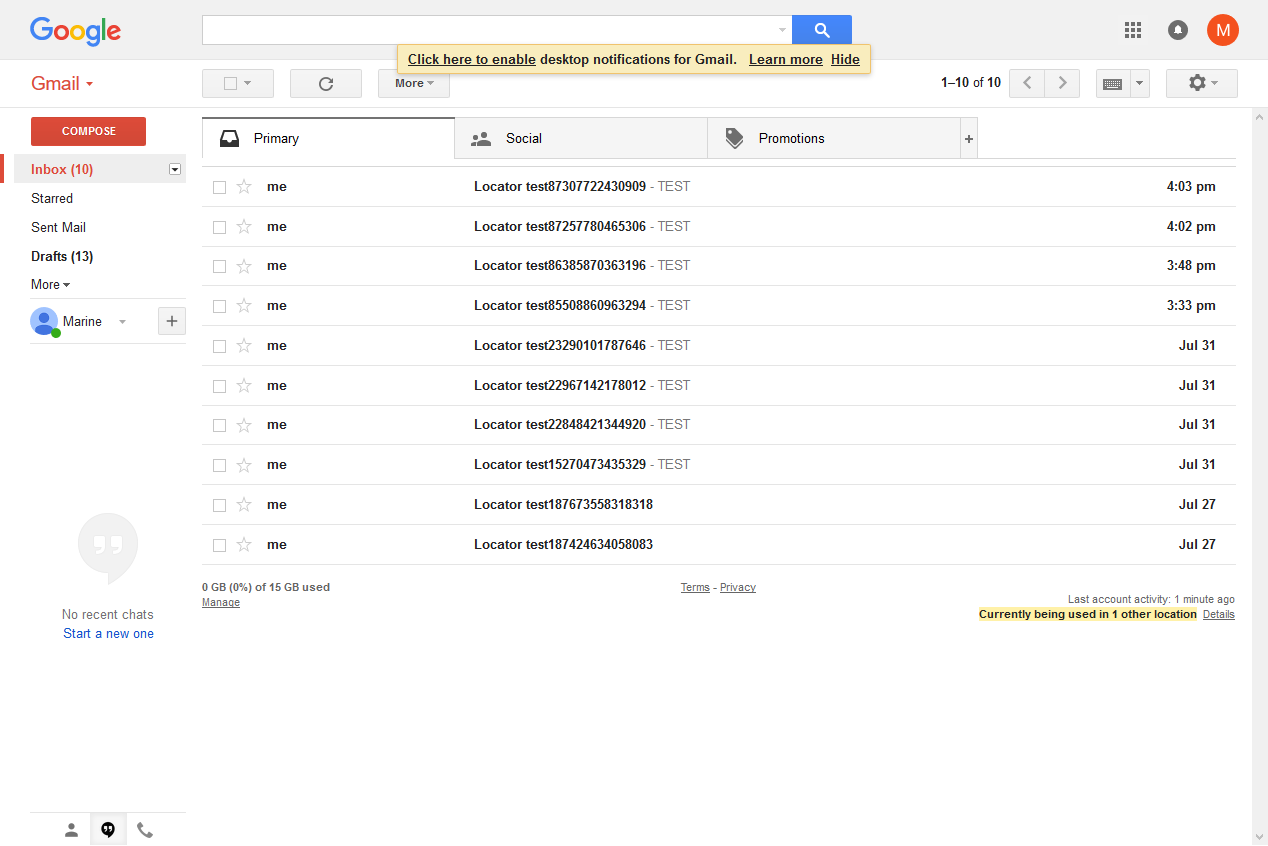 Google
M
Click here to enable desktop notifications for Gmail. Learn more Hide
Gmail
More
1–10 of 10
COMPOSE
Primary
Social
Promotions
+
Inbox (10)
Starred
Sent Mail
Drafts (13)
More
Marine
+
me Locator test87307722430909 - TEST 4:03 pm
me Locator test87257780465306 - TEST 4:02 pm
me Locator test86385870363196 - TEST 3:48 pm
me Locator test85508860963294 - TEST 3:33 pm
me Locator test23290101787646 - TEST Jul 31
me Locator test22967142178012 - TEST Jul 31
me Locator test22848421344920 - TEST Jul 31
me Locator test15270473435329 - TEST Jul 31
me Locator test187673558318318 Jul 27
me Locator test187424634058083 Jul 27
No recent chats
Start a new one
0 GB (0%) of 15 GB used
Manage
Terms - Privacy
Last account activity: 1 minute ago
Currently being used in 1 other location Details